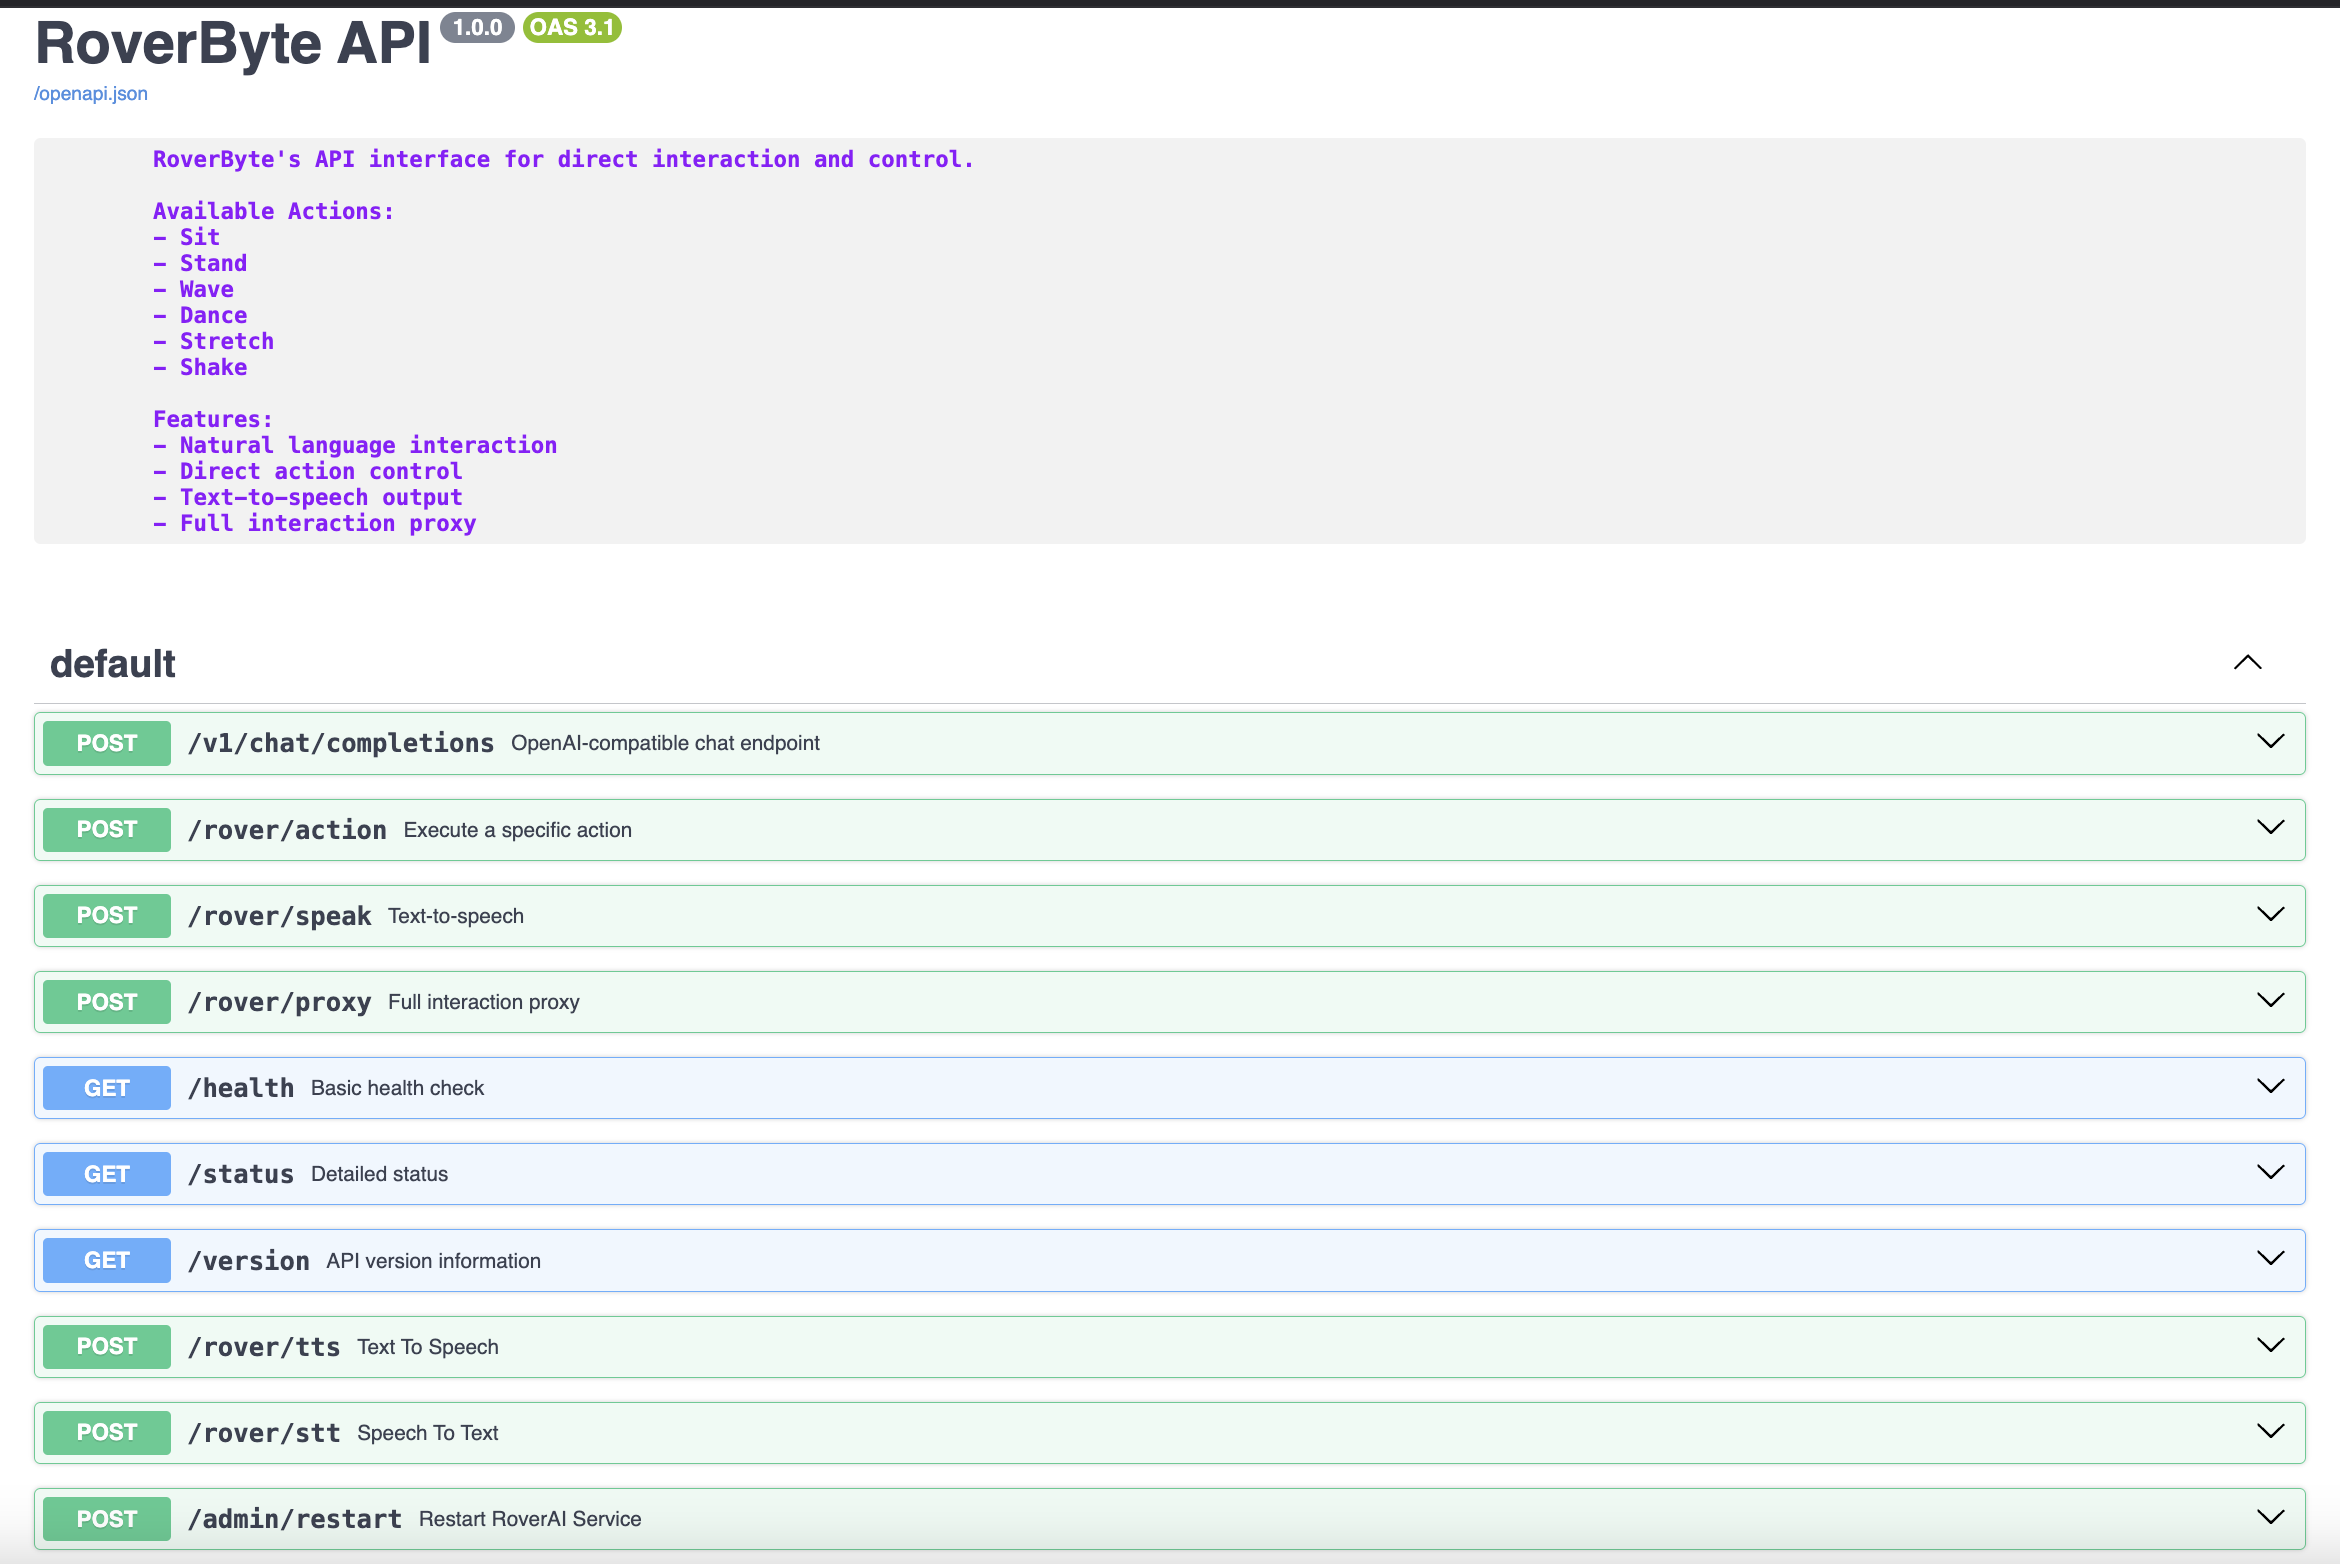 RoverByte API 1.0.0 OAS 3.1
/openapi.json
RoverByte's API interface for direct interaction and control.
Available Actions:
- Sit
- Stand
- Wave
- Dance
- Stretch
- Shake
Features:
- Natural language interaction
- Direct action control
- Text-to-speech output
- Full interaction proxy
default
POST /v1/chat/completions OpenAI-compatible chat endpoint
POST /rover/action Execute a specific action
POST /rover/speak Text-to-speech
POST /rover/proxy Full interaction proxy
GET /health Basic health check
GET /status Detailed status
GET /version API version information
POST /rover/tts Text To Speech
POST /rover/stt Speech To Text
POST /admin/restart Restart RoverAI Service